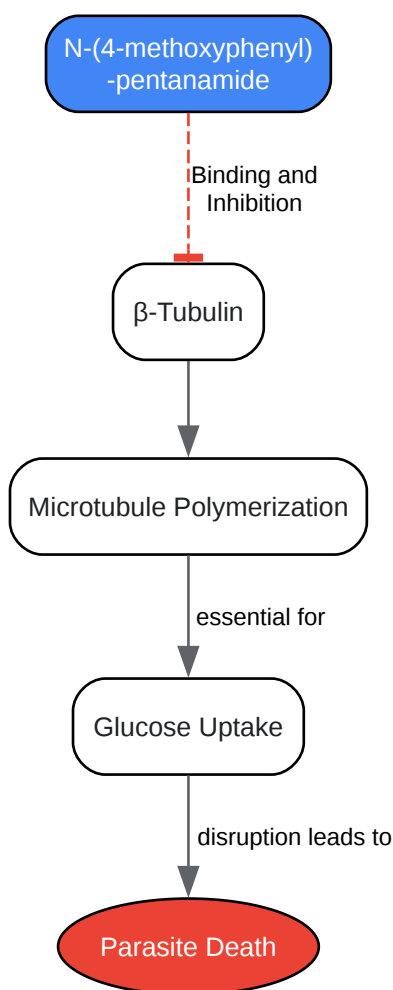 N-(4-methoxyphenyl)
-pentanamide
Binding and
Inhibition
β-Tubulin
Microtubule Polymerization
essential for
Glucose Uptake
disruption leads to
Parasite Death